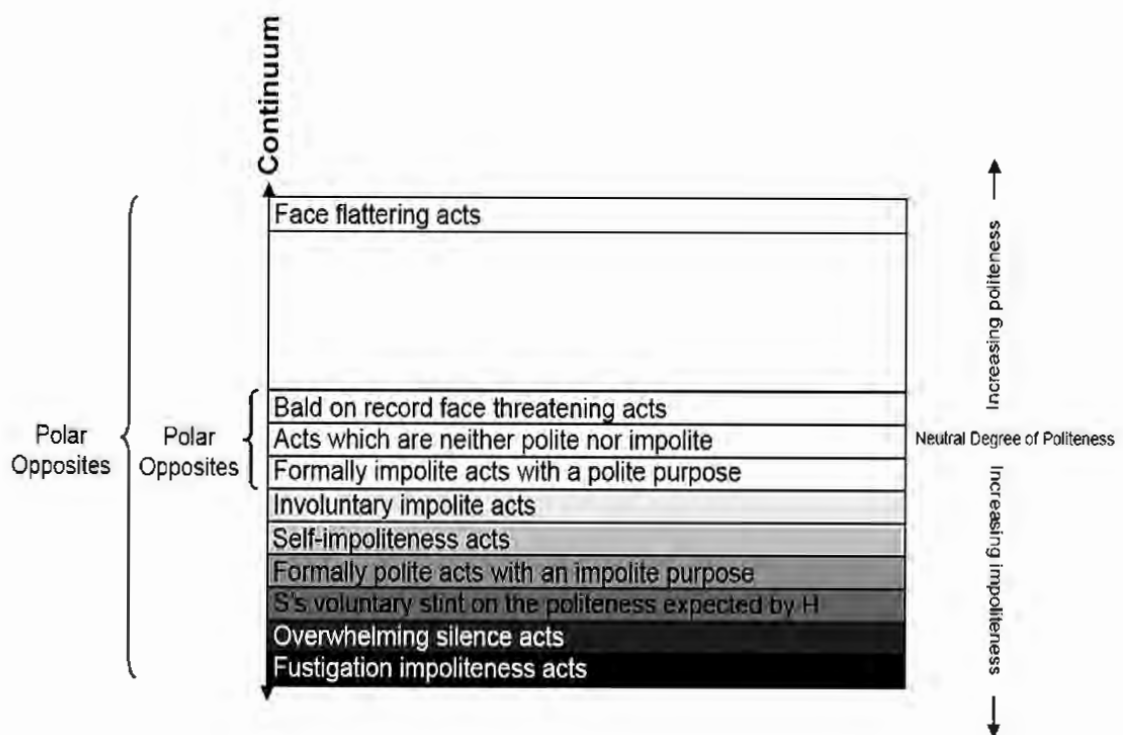 Continuum
Face flattering acts
Bald on record face threatening acts
Acts which are neither polite nor impolite
Formally impolite acts with a polite purpose
Involuntary impolite acts
Self-impoliteness acts
Formally polite acts with an impolite purpose
S's voluntary stint on the politeness expected by H
Overwhelming silence acts
Fustigation impoliteness acts
Polar
Opposites
Polar
Opposites
Increasing politeness
Neutral Degree of Politeness
Increasing impoliteness